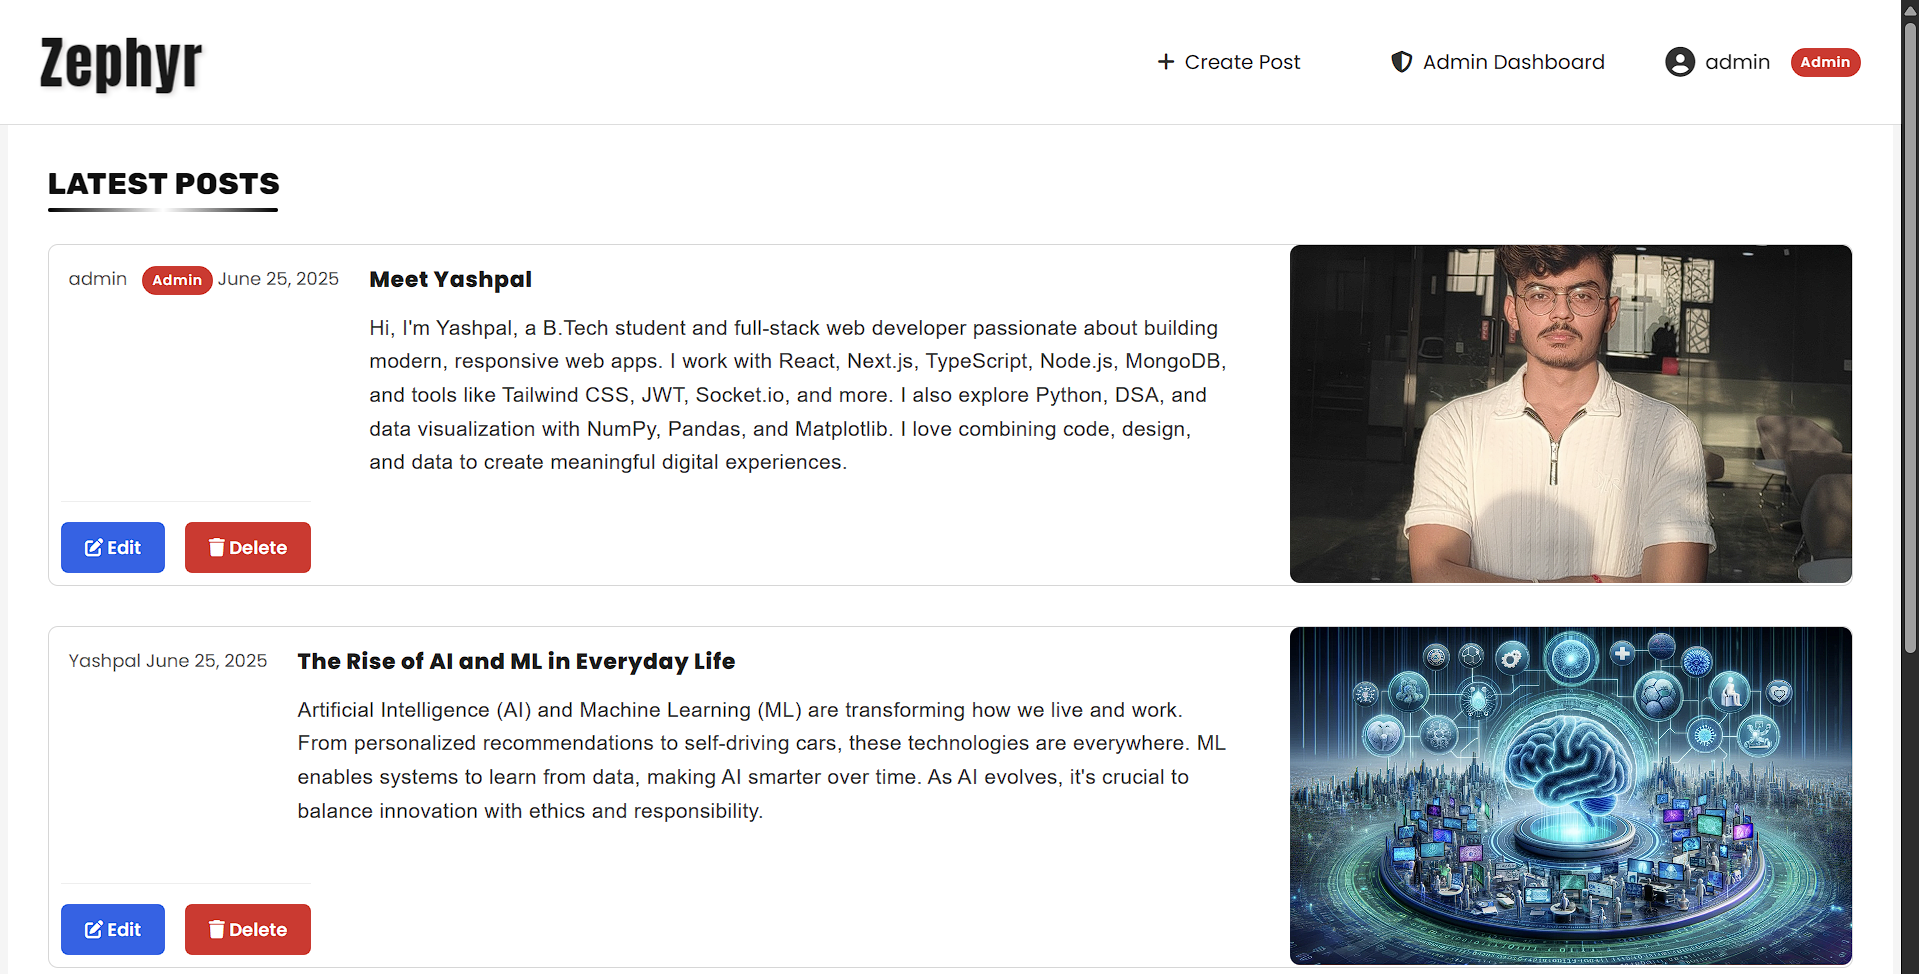 Zephyr
Create Post
Admin Dashboard
admin Admin
LATEST POSTS
admin Admin June 25, 2025
Meet Yashpal
Hi, I'm Yashpal, a B.Tech student and full-stack web developer passionate about building
modern, responsive web apps. I work with React, Next.js, TypeScript, Node.js, MongoDB,
and tools like Tailwind CSS, JWT, Socket.io, and more. I also explore Python, DSA, and
data visualization with NumPy, Pandas, and Matplotlib. I love combining code, design,
and data to create meaningful digital experiences.
Edit
Delete
Yashpal June 25, 2025
The Rise of AI and ML in Everyday Life
Artificial Intelligence (AI) and Machine Learning (ML) are transforming how we live and work.
From personalized recommendations to self-driving cars, these technologies are everywhere. ML
enables systems to learn from data, making AI smarter over time. As AI evolves, it's crucial to
balance innovation with ethics and responsibility.
Edit
Delete